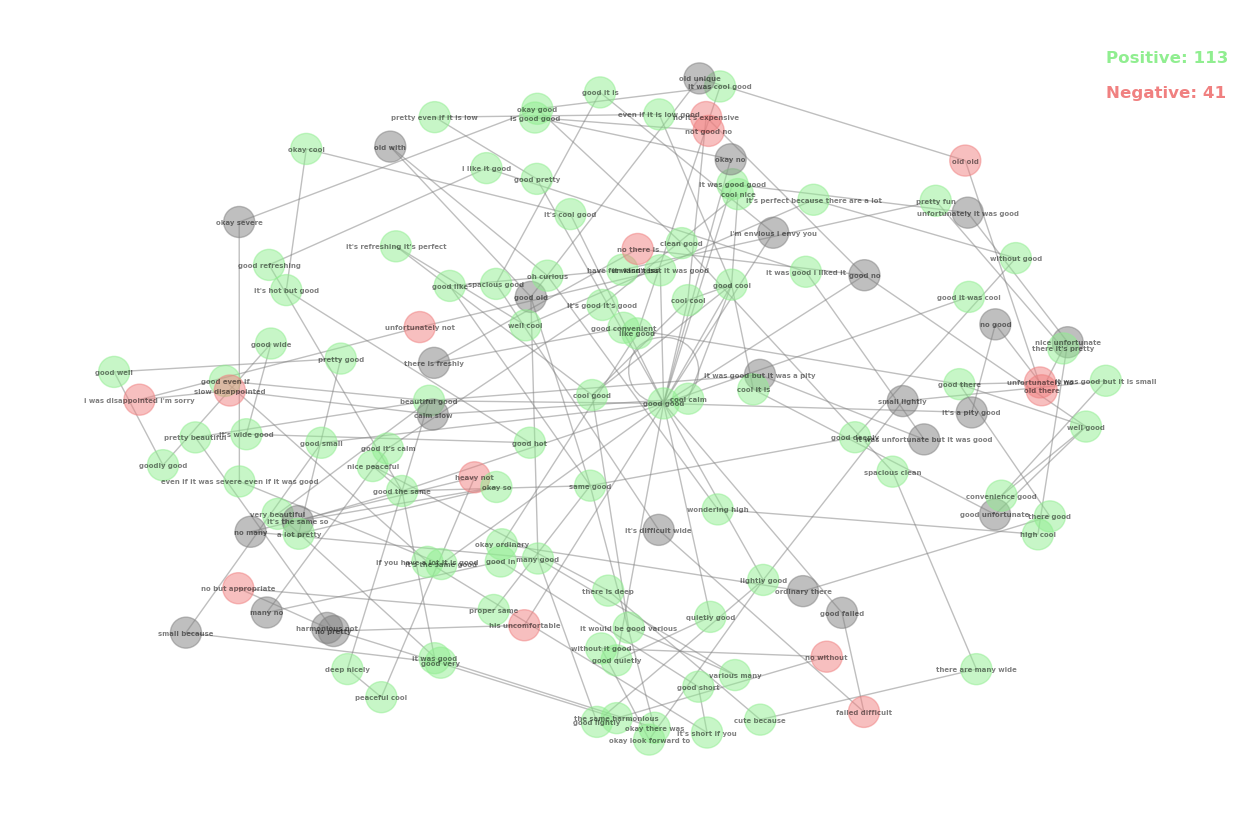 Positive: 113
Negative: 41
old unique
it was cool good
good it is
okay good
is good good
pretty even if it is low
even if it is low good
no it's expensive
not good no
okay cool
old with
okay no
old old
I like it good
good pretty
it was good good
cool nice
it's perfect because there are a lot
pretty fun
unfortunately it was good
it's cool good
okay severe
I'm envious I envy you
it's refreshing it's perfect
clean good
no there is
without good
good refreshing
it was good I liked it
good no
oh curious
good like
spacious good
good cool
it's hot but good
good old
good it was cool
cool cool
it's good it's good
well cool
unfortunately not
good convenient
like good
no good
nice unfortunate
there it's pretty
good wide
pretty good
there is freshly
good well
it was good but it was a pity
good even if
slow disappointed
cool it is
good there
old there
it was good but it is small
I was disappointed I'm sorry
beautiful good
calm slow
cool good
good good
cool calm
small lightly
it's a pity good
well good
pretty beautiful
it's wide good
good small
good it's calm
good hot
good deeply
it was unfortunate but it was good
goodly good
nice peaceful
heavy not
okay so
same good
spacious clean
even if it was severe even if it was good
good the same
convenience good
wondering high
very beautiful
it's the same so
good unfortunate
there good
no many
a lot pretty
it's difficult wide
high cool
okay ordinary
good in
many good
if you have a lot it is good
it's the same good
lightly good
no but appropriate
there is deep
ordinary there
many no
proper same
good failed
quietly good
small because
harmonious not
no pretty
his uncomfortable
it would be good various
without it good
good quietly
it was good
good very
no without
deep nicely
various many
there are many wide
peaceful cool
good short
the same harmonious
good lightly
cute because
failed difficult
okay there was
it's short if you
okay look forward to